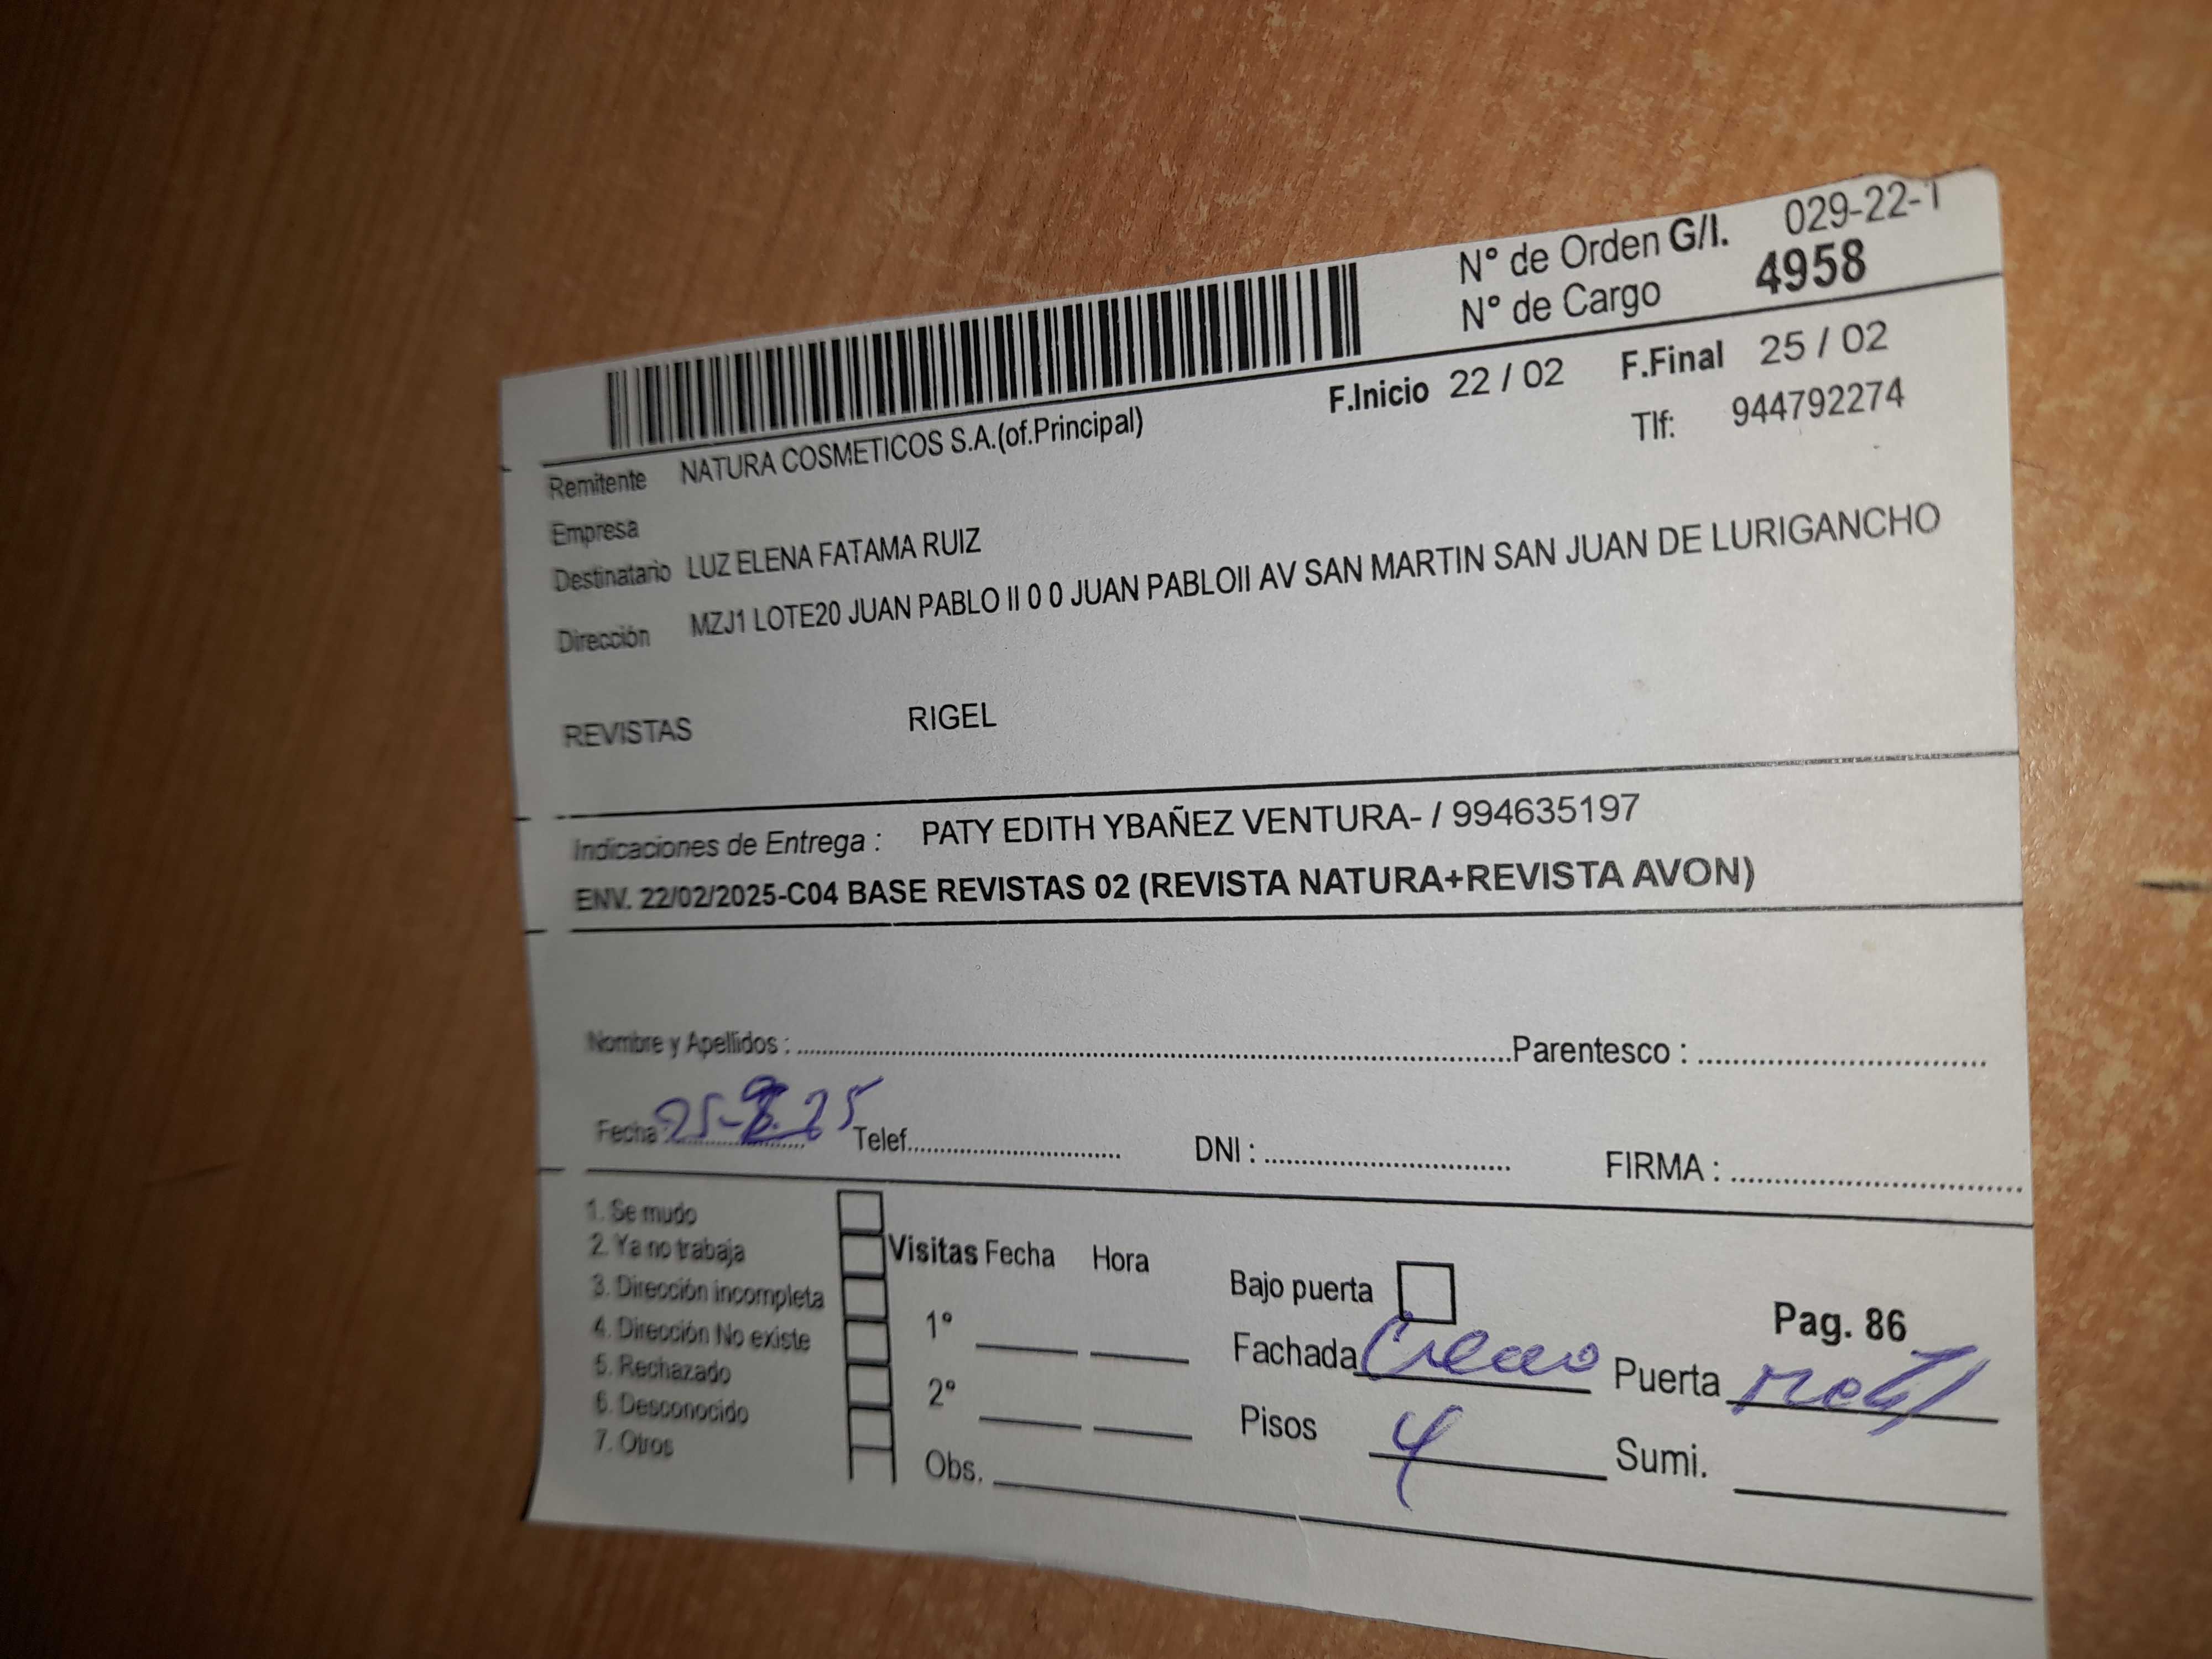 N° de Orden G/I. 029-22-1
N° de Cargo 4958
F.Inicio 22 / 02 F.Final 25 / 02
Tlf: 944792274
Remitente NATURA COSMETICOS S.A.(of.Principal)
Empresa
Destinatario LUZ ELENA FATAMA RUIZ
Dirección MZJ1 LOTE20 JUAN PABLO II 0 0 JUAN PABLOII AV SAN MARTIN SAN JUAN DE LURIGANCHO
REVISTAS RIGEL
Indicaciones de Entrega : PATY EDITH YBAÑEZ VENTURA- / 994635197
ENV. 22/02/2025-C04 BASE REVISTAS 02 (REVISTA NATURA+REVISTA AVON)
Nombre y Apellidos : Parentesco :
Fecha Telef. DNI : FIRMA :
1. Se mudo
2. Ya no trabaja
3. Dirección incompleta
4. Dirección No existe
5. Rechazado
6. Desconocido
7. Otros
Visitas Fecha Hora
1°
2°
Obs.
Bajo puerta
Pag. 86
Fachada Crema Puerta
Pisos 4 Sumi.